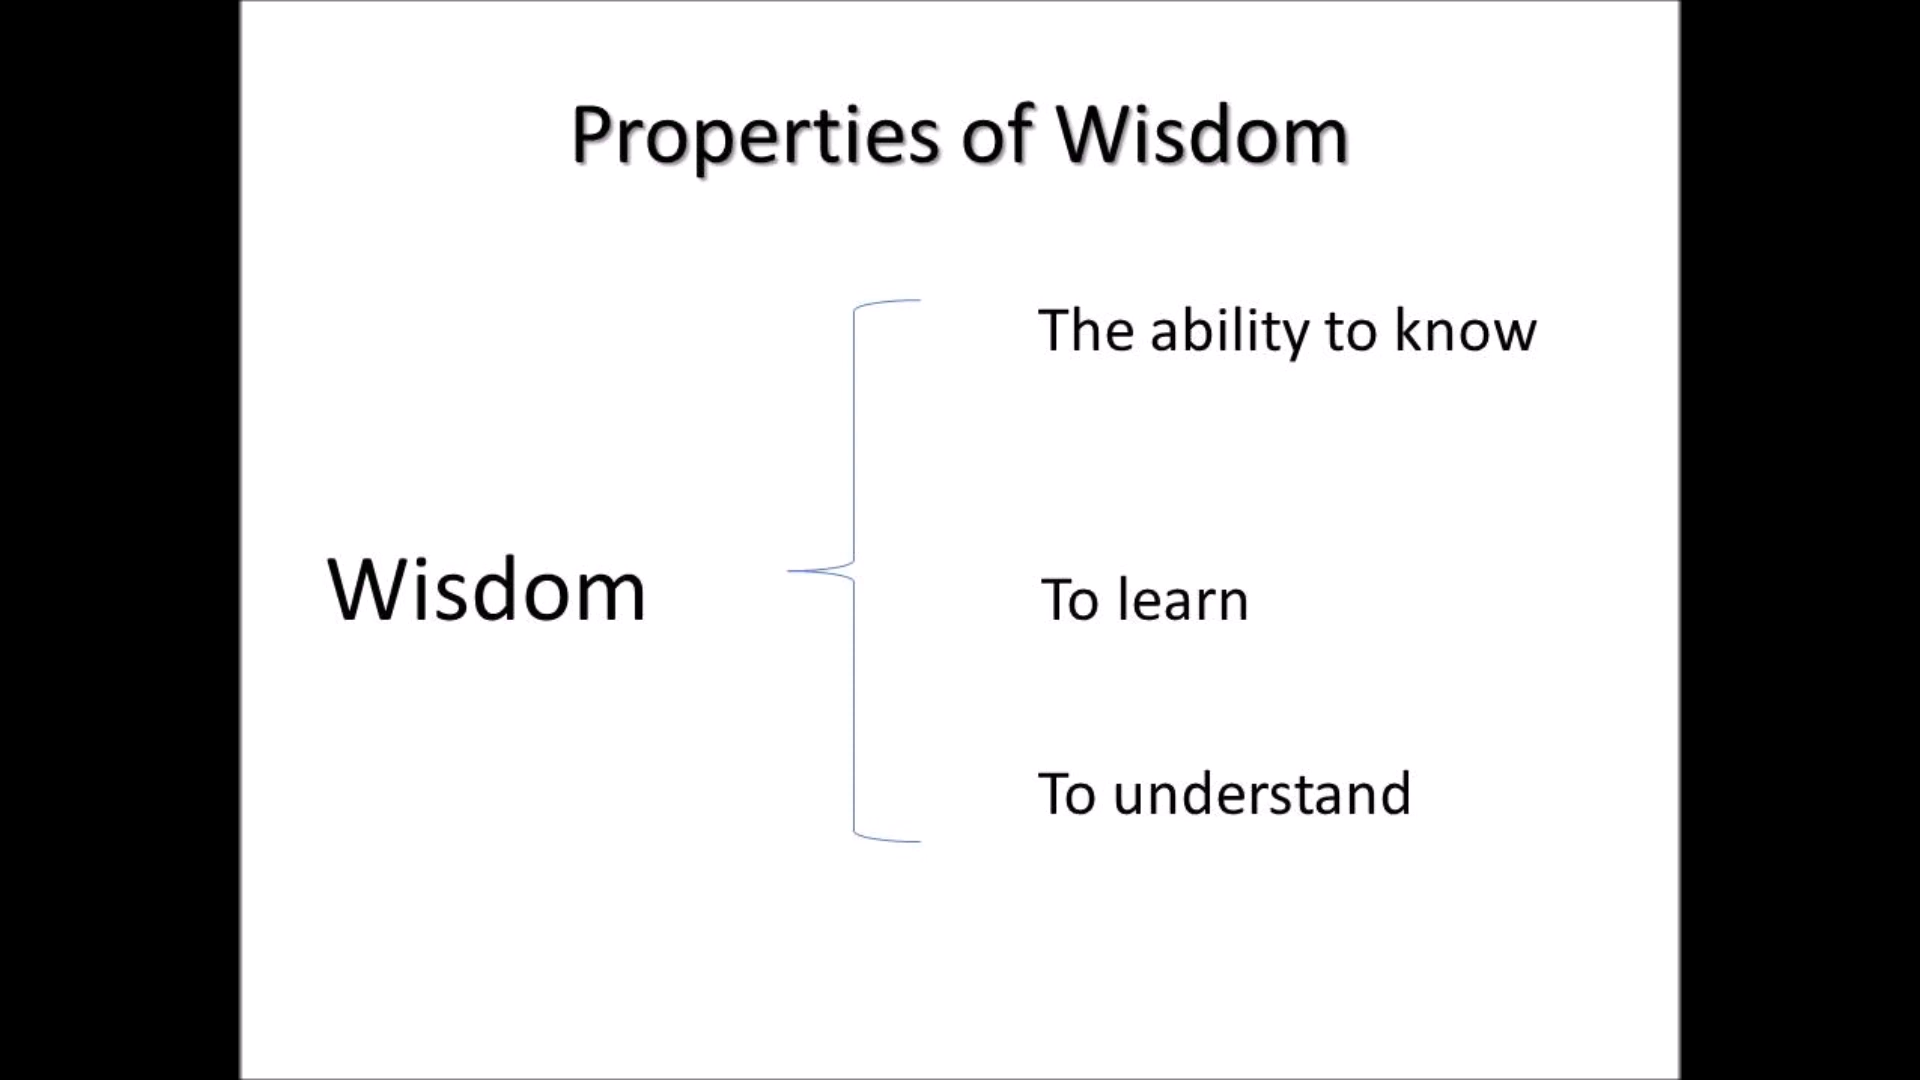 Properties of Wisdom
The ability to know
Wisdom
To learn
To understand